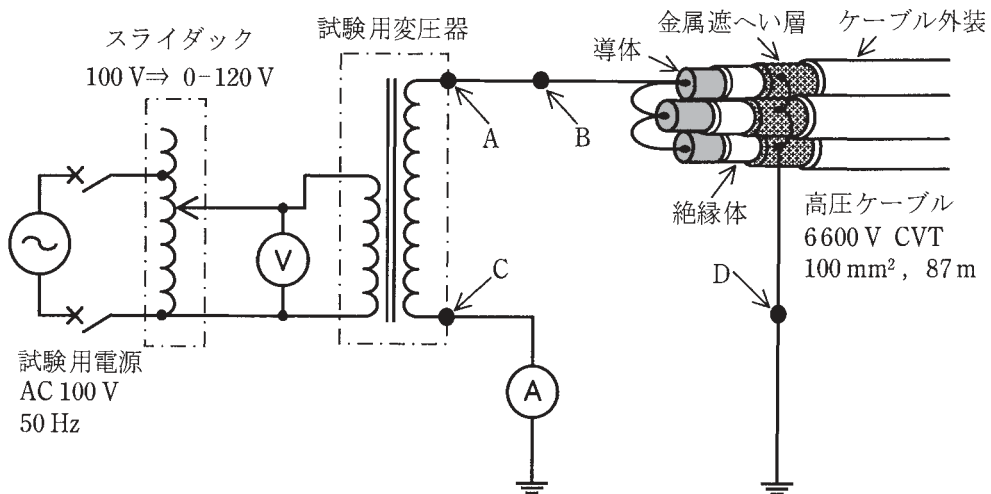 スライダック
100 V⇒ 0-120 V
試験用変圧器
金属遮へい層
ケーブル外装
導体
A
B
絶縁体
高圧ケーブル
6 600 V CVT
100 mm², 87 m
V
C
D
試験用電源
AC 100 V
50 Hz
A